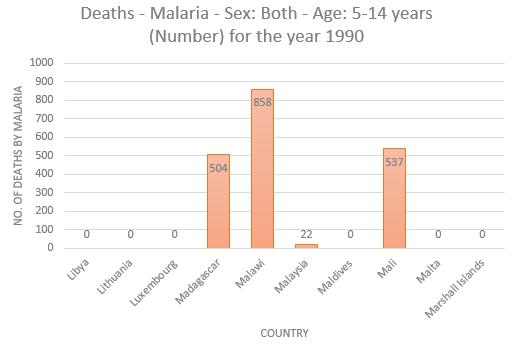 Deaths - Malaria - Sex: Both - Age: 5-14 years
(Number) for the year 1990
NO. OF DEATHS BY MALARIA
1000
900
800
700
600
500
400
300
200
100
0
0
0
0
504
858
22
0
537
0
0
Libya
Lithuania
Luxembourg
Madagascar
Malawi
Malaysia
Maldives
Mali
Malta
Marshall Islands
COUNTRY